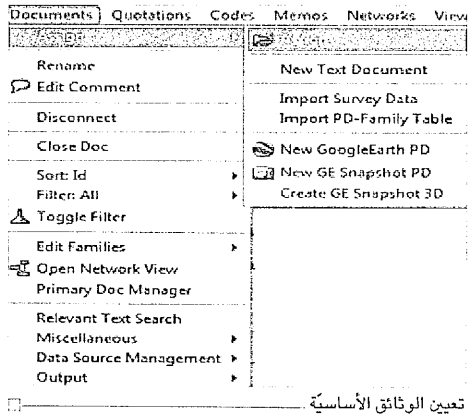 Documents Quotations Codes Memos Networks View
Rename
Edit Comment
Disconnect
Close Doc
Sort: Id
Filter: All
Toggle Filter
Edit Families
Open Network View
Primary Doc Manager
Relevant Text Search
Miscellaneous
Data Source Management
Output
New Text Document
Import Survey Data
Import PD-Family Table
New GoogleEarth PD
New GE Snapshot PD
Create GE Snapshot 3D
تعيين الوثائق الأساسيّة